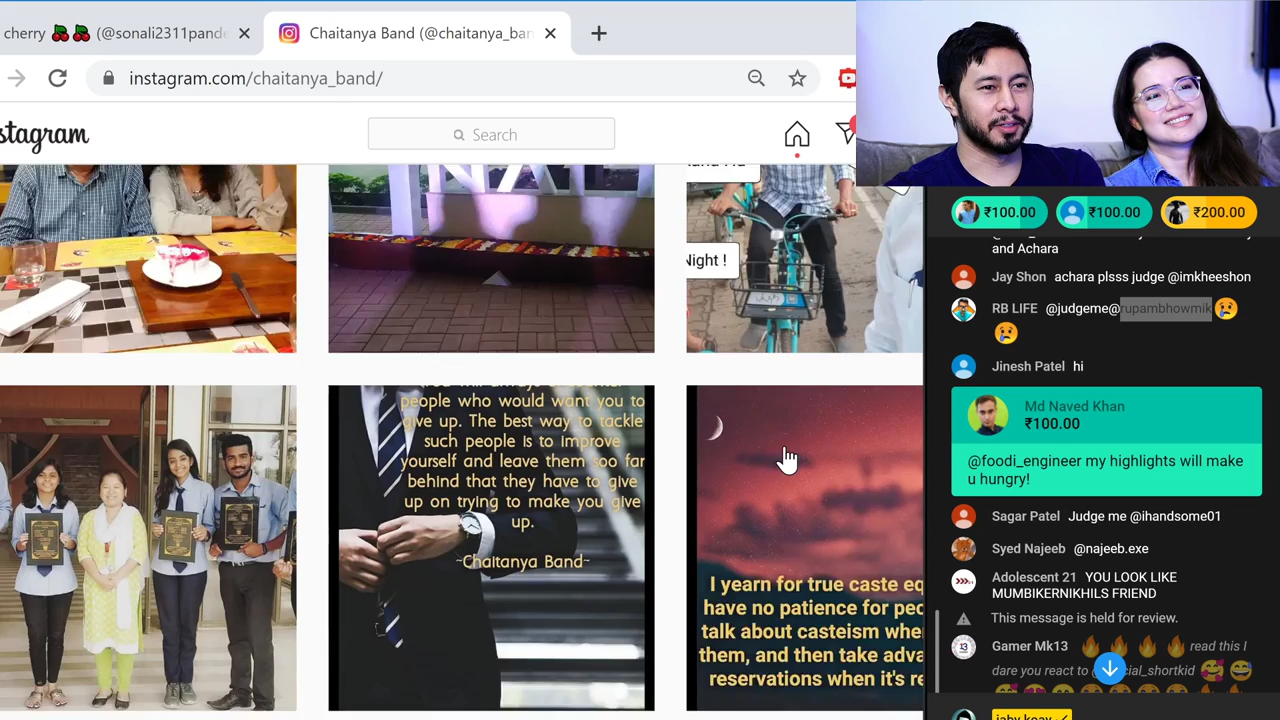 cherry 🍒🍒 (@sonali2311pand
Chaitanya Band (@chaitanya_ban
instagram.com/chaitanya_band/
stagram
Search
Night !
people who would want you to
give up. The best way to tackle
such people is to improve
yourself and leave them soo far
behind that they have to give
up on trying to make you give
up.
~Chaitanya Band~
I yearn for true caste eq
have no patience for peo
talk about casteism whe
them, and then take adva
reservations when it's re
₹100.00
₹100.00
₹200.00
and Achara
Jay Shon achara plsss judge @imkheeshon
RB LIFE @judgeme@rupambhowmik😢
😢
Jinesh Patel hi
Md Naved Khan
₹100.00
@foodi_engineer my highlights will make
u hungry!
Sagar Patel Judge me @ihandsome01
Syed Najeeb @najeeb.exe
Adolescent 21 YOU LOOK LIKE
MUMBIKERNIKHILS FRIEND
This message is held for review.
Gamer Mk13 🔥🔥🔥🔥 read this I
dare you react to cial_shortkid 🥰😅
jaby koay ✓